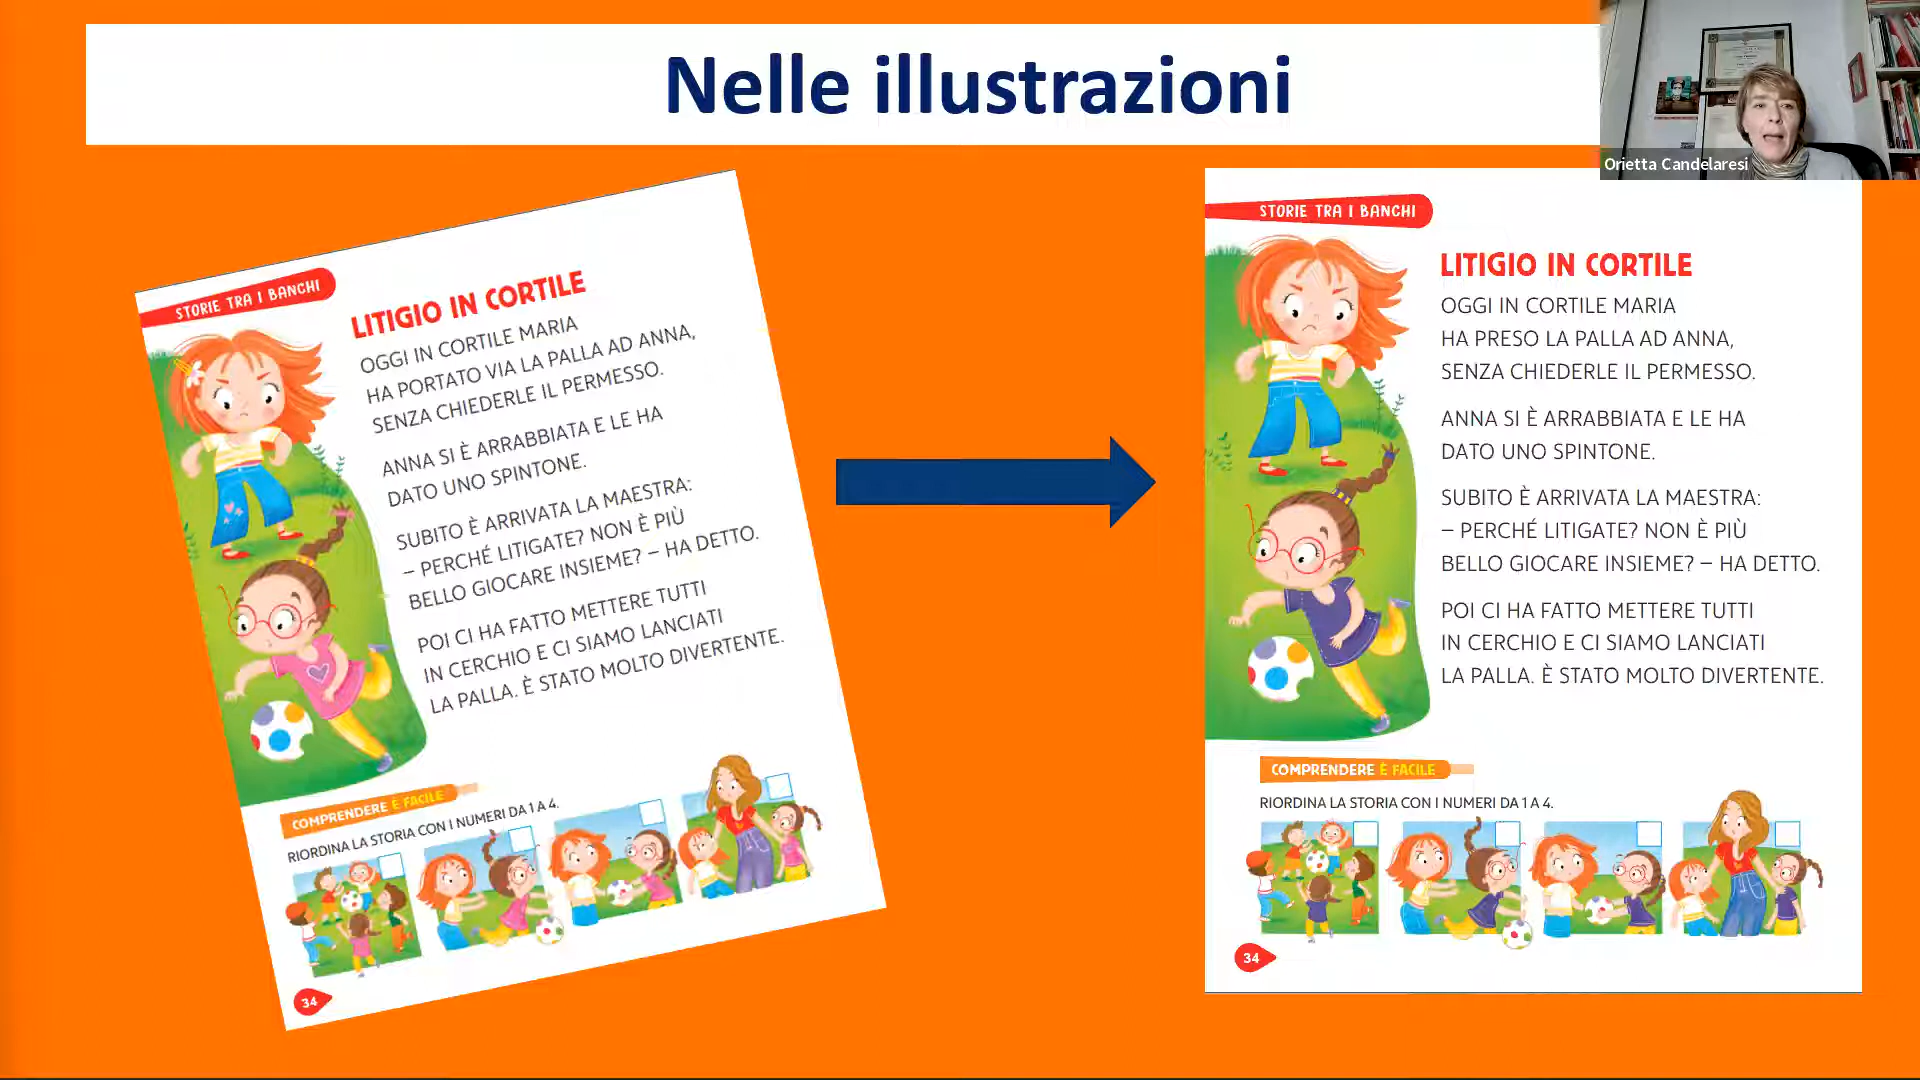 Nelle illustrazioni
Orietta Candelaresi
STORIE TRA I BANCHI
LITIGIO IN CORTILE
OGGI IN CORTILE MARIA
HA PORTATO VIA LA PALLA AD ANNA,
SENZA CHIEDERLE IL PERMESSO.
ANNA SI È ARRABBIATA E LE HA
DATO UNO SPINTONE.
SUBITO È ARRIVATA LA MAESTRA:
– PERCHÉ LITIGATE? NON È PIÙ
BELLO GIOCARE INSIEME? – HA DETTO.
POI CI HA FATTO METTERE TUTTI
IN CERCHIO E CI SIAMO LANCIATI
LA PALLA. È STATO MOLTO DIVERTENTE.
COMPRENDERE È FACILE
RIORDINA LA STORIA CON I NUMERI DA 1 A 4.
34
STORIE TRA I BANCHI
LITIGIO IN CORTILE
OGGI IN CORTILE MARIA
HA PRESO LA PALLA AD ANNA,
SENZA CHIEDERLE IL PERMESSO.
ANNA SI È ARRABBIATA E LE HA
DATO UNO SPINTONE.
SUBITO È ARRIVATA LA MAESTRA:
– PERCHÉ LITIGATE? NON È PIÙ
BELLO GIOCARE INSIEME? – HA DETTO.
POI CI HA FATTO METTERE TUTTI
IN CERCHIO E CI SIAMO LANCIATI
LA PALLA. È STATO MOLTO DIVERTENTE.
COMPRENDERE È FACILE
RIORDINA LA STORIA CON I NUMERI DA 1 A 4.
34